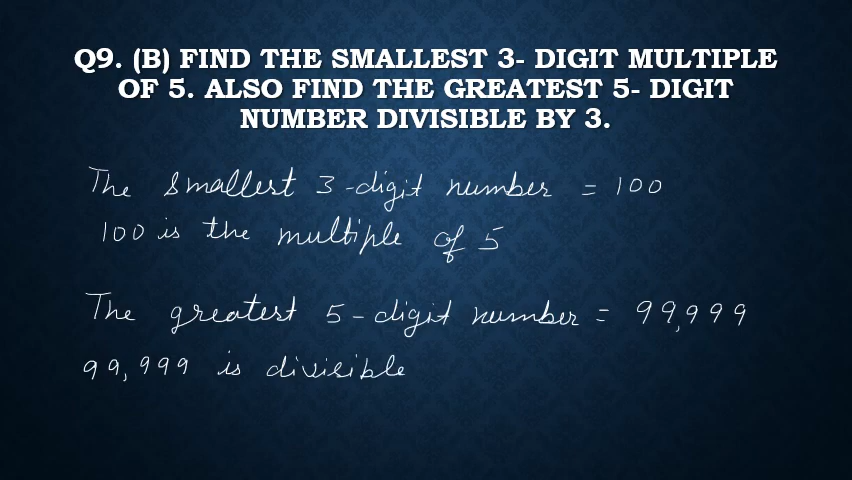 Q9. (B) FIND THE SMALLEST 3- DIGIT MULTIPLE
OF 5. ALSO FIND THE GREATEST 5- DIGIT
NUMBER DIVISIBLE BY 3.
The smallest 3-digit number = 100
100 is the multiple of 5
The greatest 5-digit number = 99,999
99,999 is divisible